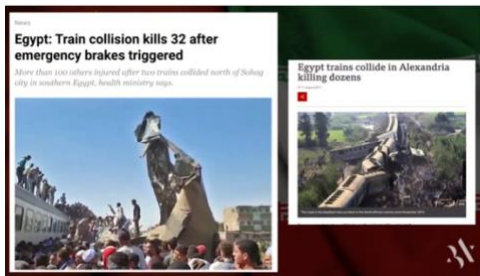 News
Egypt: Train collision kills 32 after
emergency brakes triggered
More than 100 others injured after two trains collided north of Sohag
city in southern Egypt, health ministry says.
Egypt trains collide in Alexandria
killing dozens